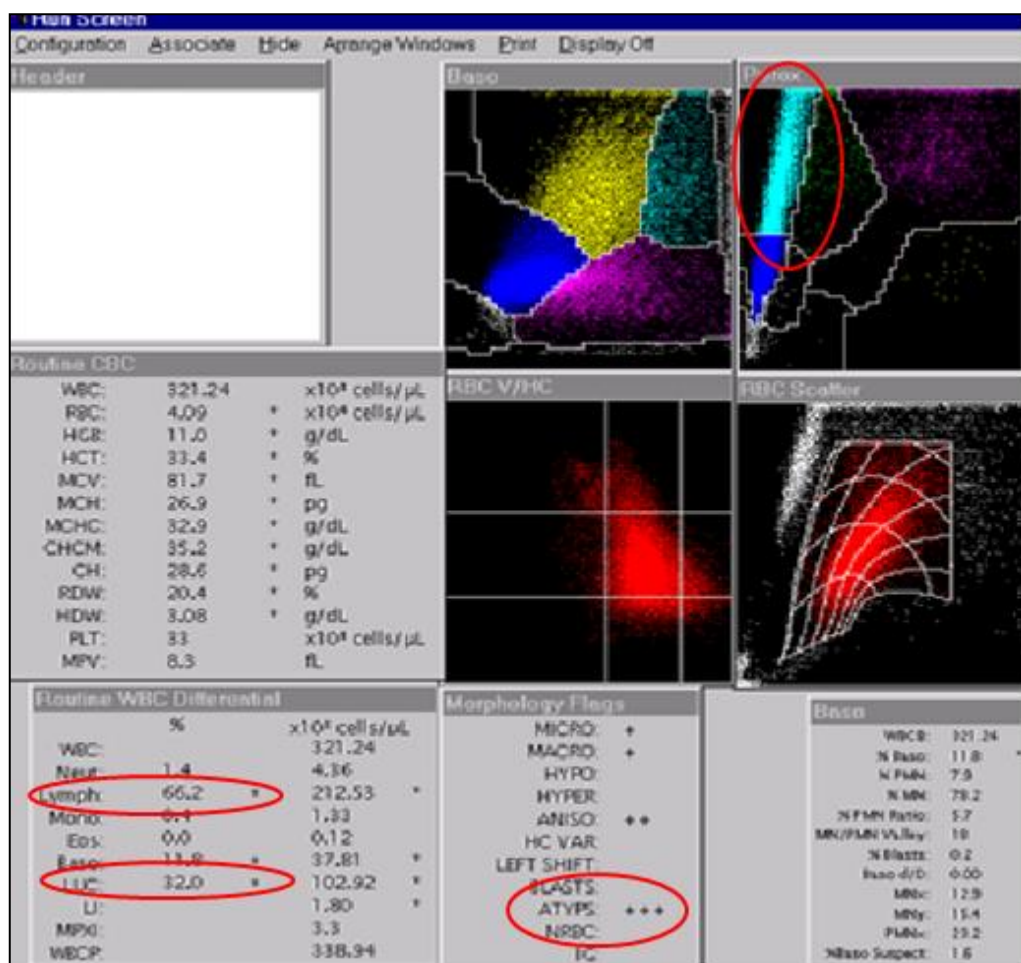 Run Screen
Configuration Associate Hide Arrange Windows Print Display Off
Header
Baso
Perox
Routine CBC
WBC: 321.24 cells/µL
RBC: 4.09 * cells/µL
HGB: 11.0 * g/dL
HCT: 33.4 * %
MCV: 81.7 * fL
MCH: 26.9 * pg
MCHC: 32.9 * g/dL
CHCM: 35.2 * g/dL
CH: 28.6 * pg
RDW: 20.4 * %
HDW: 3.08 * g/dL
PLT: 33 cells/µL
MPV: 8.3 fL
RBC V/HC
RBC Scatter
Routine WBC Differential
% cells/µL
WBC: 321.24
Neut: 1.4 4.36
Lymph: 66.2 * 212.53 *
Mono: 0.4 1.33
Eos: 0.0 0.12
Baso: 11.8 * 37.81 *
LUC: 32.0 * 102.92 *
LI: 1.80 *
MPXI: 3.3
WBCP: 338.94
Morphology Flags
MICRO: +
MACRO: +
HYPO:
HYPER:
ANISO: ++
HC VAR:
LEFT SHIFT:
BLASTS:
ATYPS: +++
NRBC:
IG
Baso
WBCB: 321.24
% Baso: 11.8 *
% PMN: 7.9
% MN: 78.2
%PMN Ratio: 5.7
MN/PMN Valley: 18
% Blasts: 0.2
Baso d/D: 0.00
MNx: 12.9
MNy: 15.4
PMNx: 23.2
%Baso Suspect: 1.6